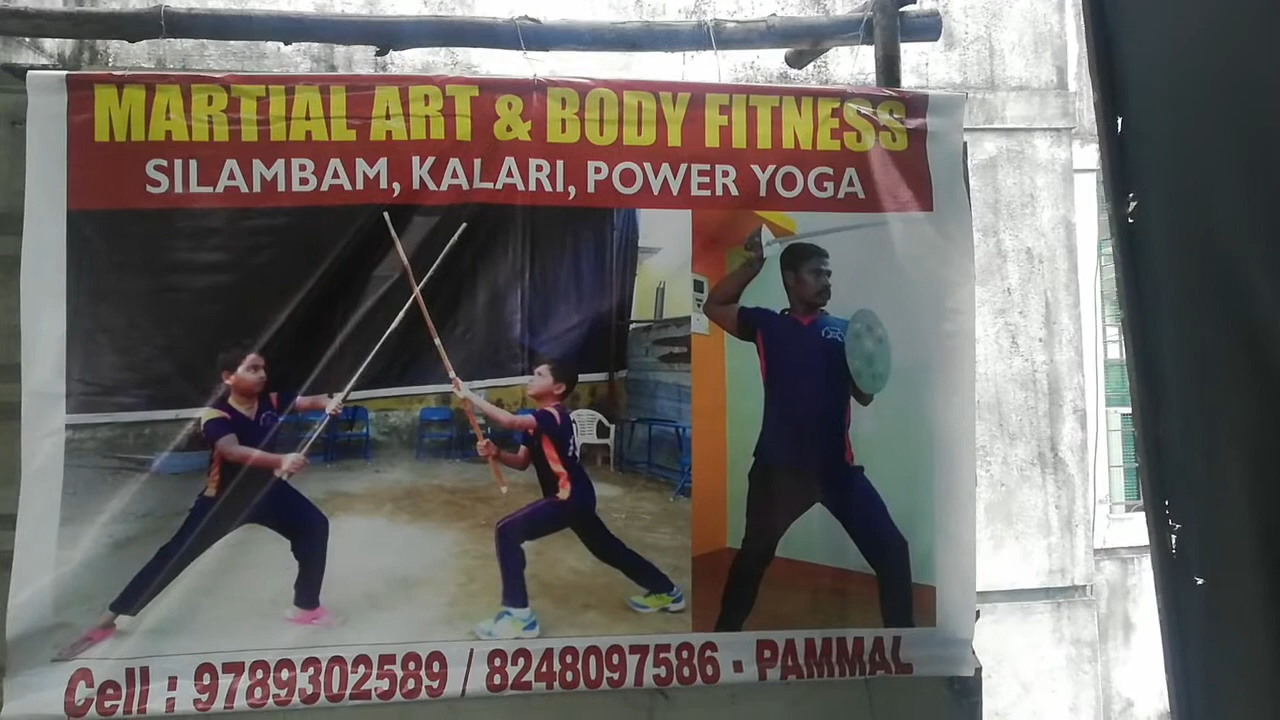 MARTIAL ART & BODY FITNESS
SILAMBAM, KALARI, POWER YOGA
Cell : 9789302589 / 8248097586 - PAMMAL